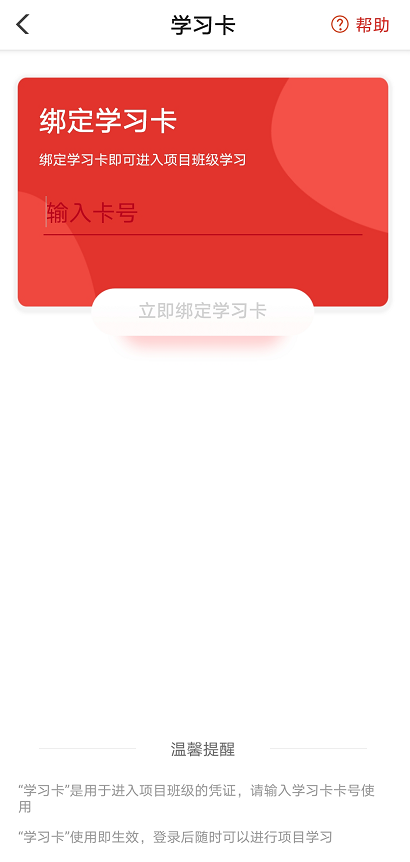 学习卡
帮助
绑定学习卡
绑定学习卡即可进入项目班级学习
输入卡号
立即绑定学习卡
温馨提醒
“学习卡”是用于进入项目班级的凭证，请输入学习卡卡号使
用
“学习卡”使用即生效，登录后随时可以进行项目学习